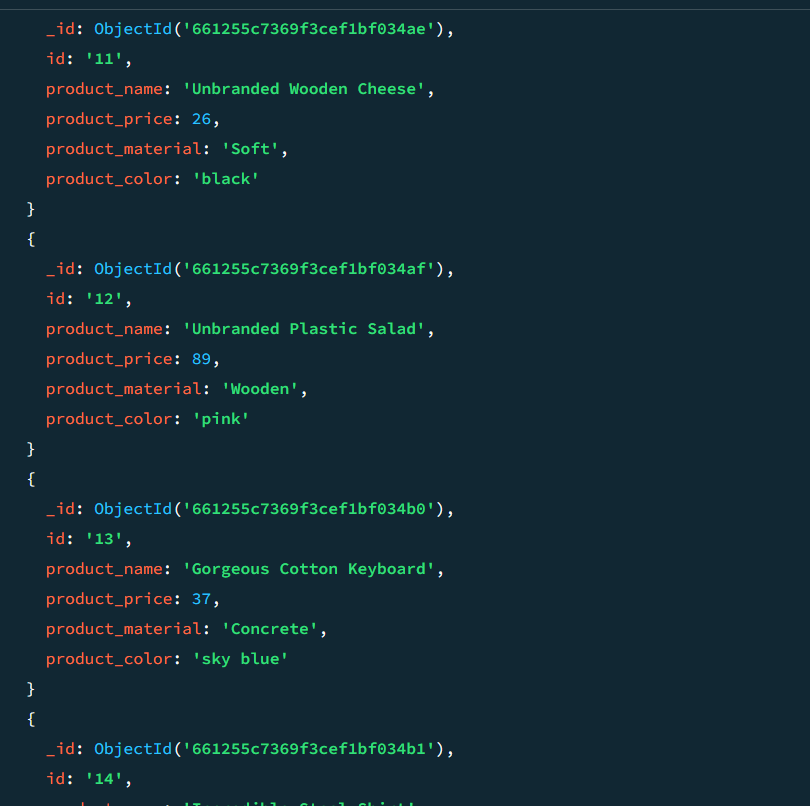 _id: ObjectId('661255c7369f3cef1bf034ae'),
id: '11',
product_name: 'Unbranded Wooden Cheese',
product_price: 26,
product_material: 'Soft',
product_color: 'black'
}
{
_id: ObjectId('661255c7369f3cef1bf034af'),
id: '12',
product_name: 'Unbranded Plastic Salad',
product_price: 89,
product_material: 'Wooden',
product_color: 'pink'
}
{
_id: ObjectId('661255c7369f3cef1bf034b0'),
id: '13',
product_name: 'Gorgeous Cotton Keyboard',
product_price: 37,
product_material: 'Concrete',
product_color: 'sky blue'
}
{
_id: ObjectId('661255c7369f3cef1bf034b1'),
id: '14',